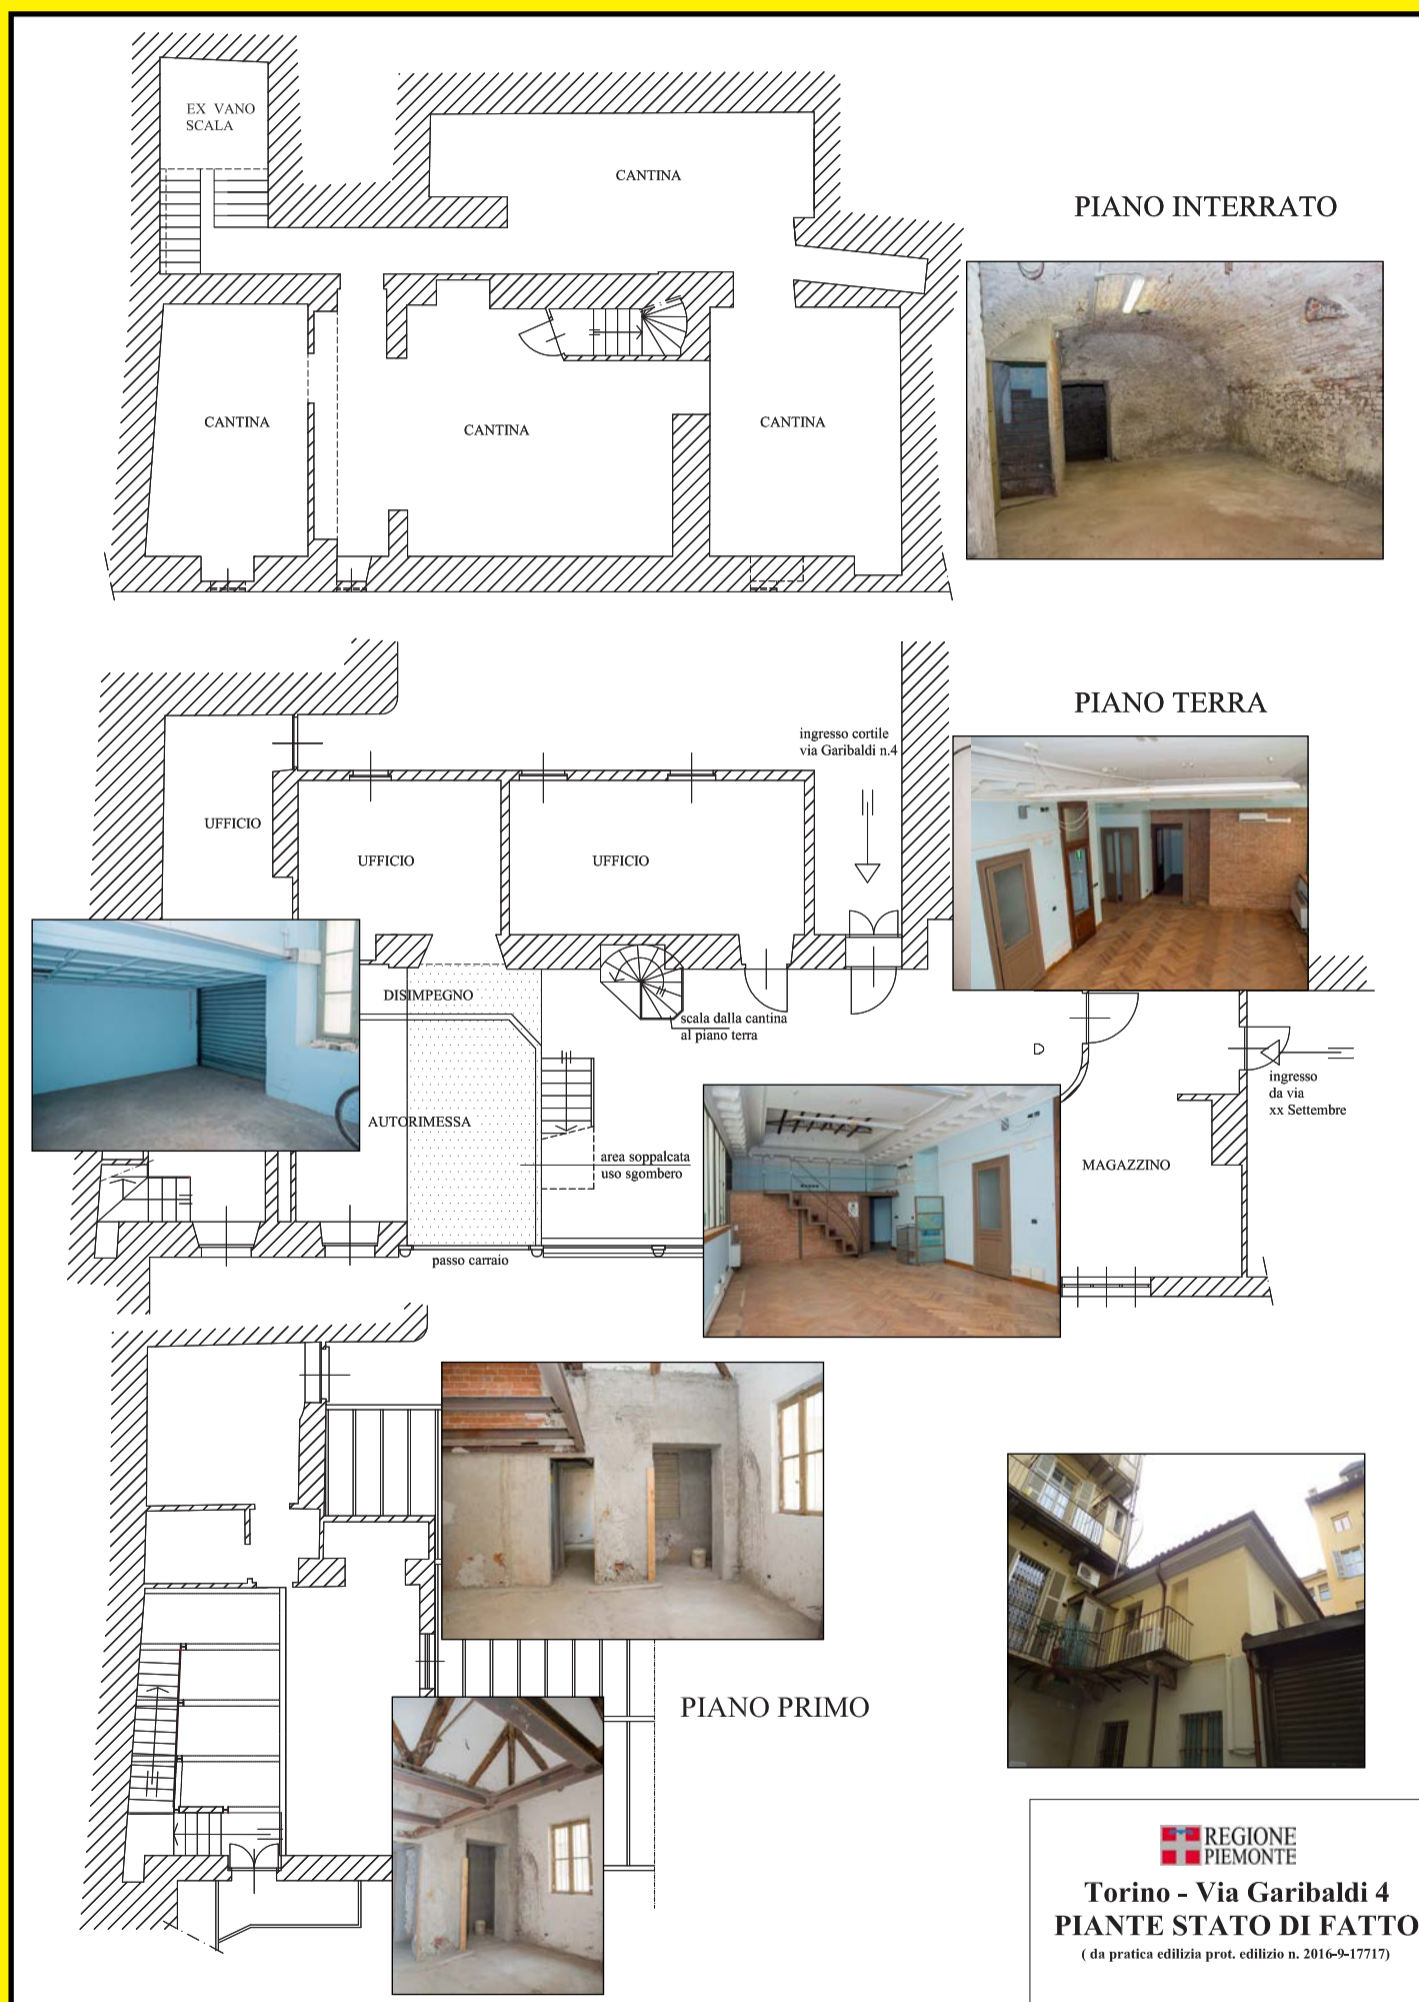 EX VANO
SCALA
CANTINA
PIANO INTERRATO
CANTINA
CANTINA
CANTINA
PIANO TERRA
ingresso cortile
via Garibaldi n.4
UFFICIO
UFFICIO
UFFICIO
DISIMPEGNO
scala dalla cantina
al piano terra
ingresso
da via
xx Settembre
AUTORIMESSA
area soppalcata
uso sgombero
MAGAZZINO
passo carraio
PIANO PRIMO
REGIONE
PIEMONTE
Torino - Via Garibaldi 4
PIANTE STATO DI FATTO
( da pratica edilizia prot. edilizio n. 2016-9-17717)